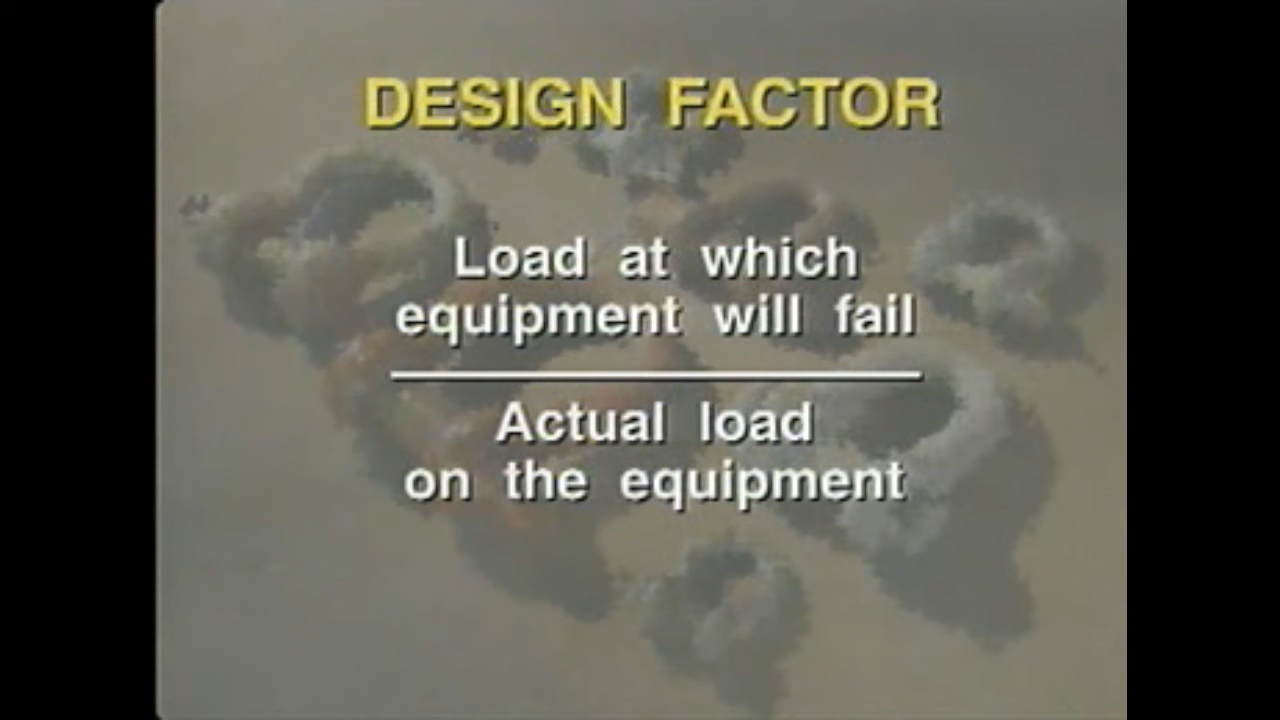 DESIGN FACTOR
Load at which
equipment will fail
Actual load
on the equipment